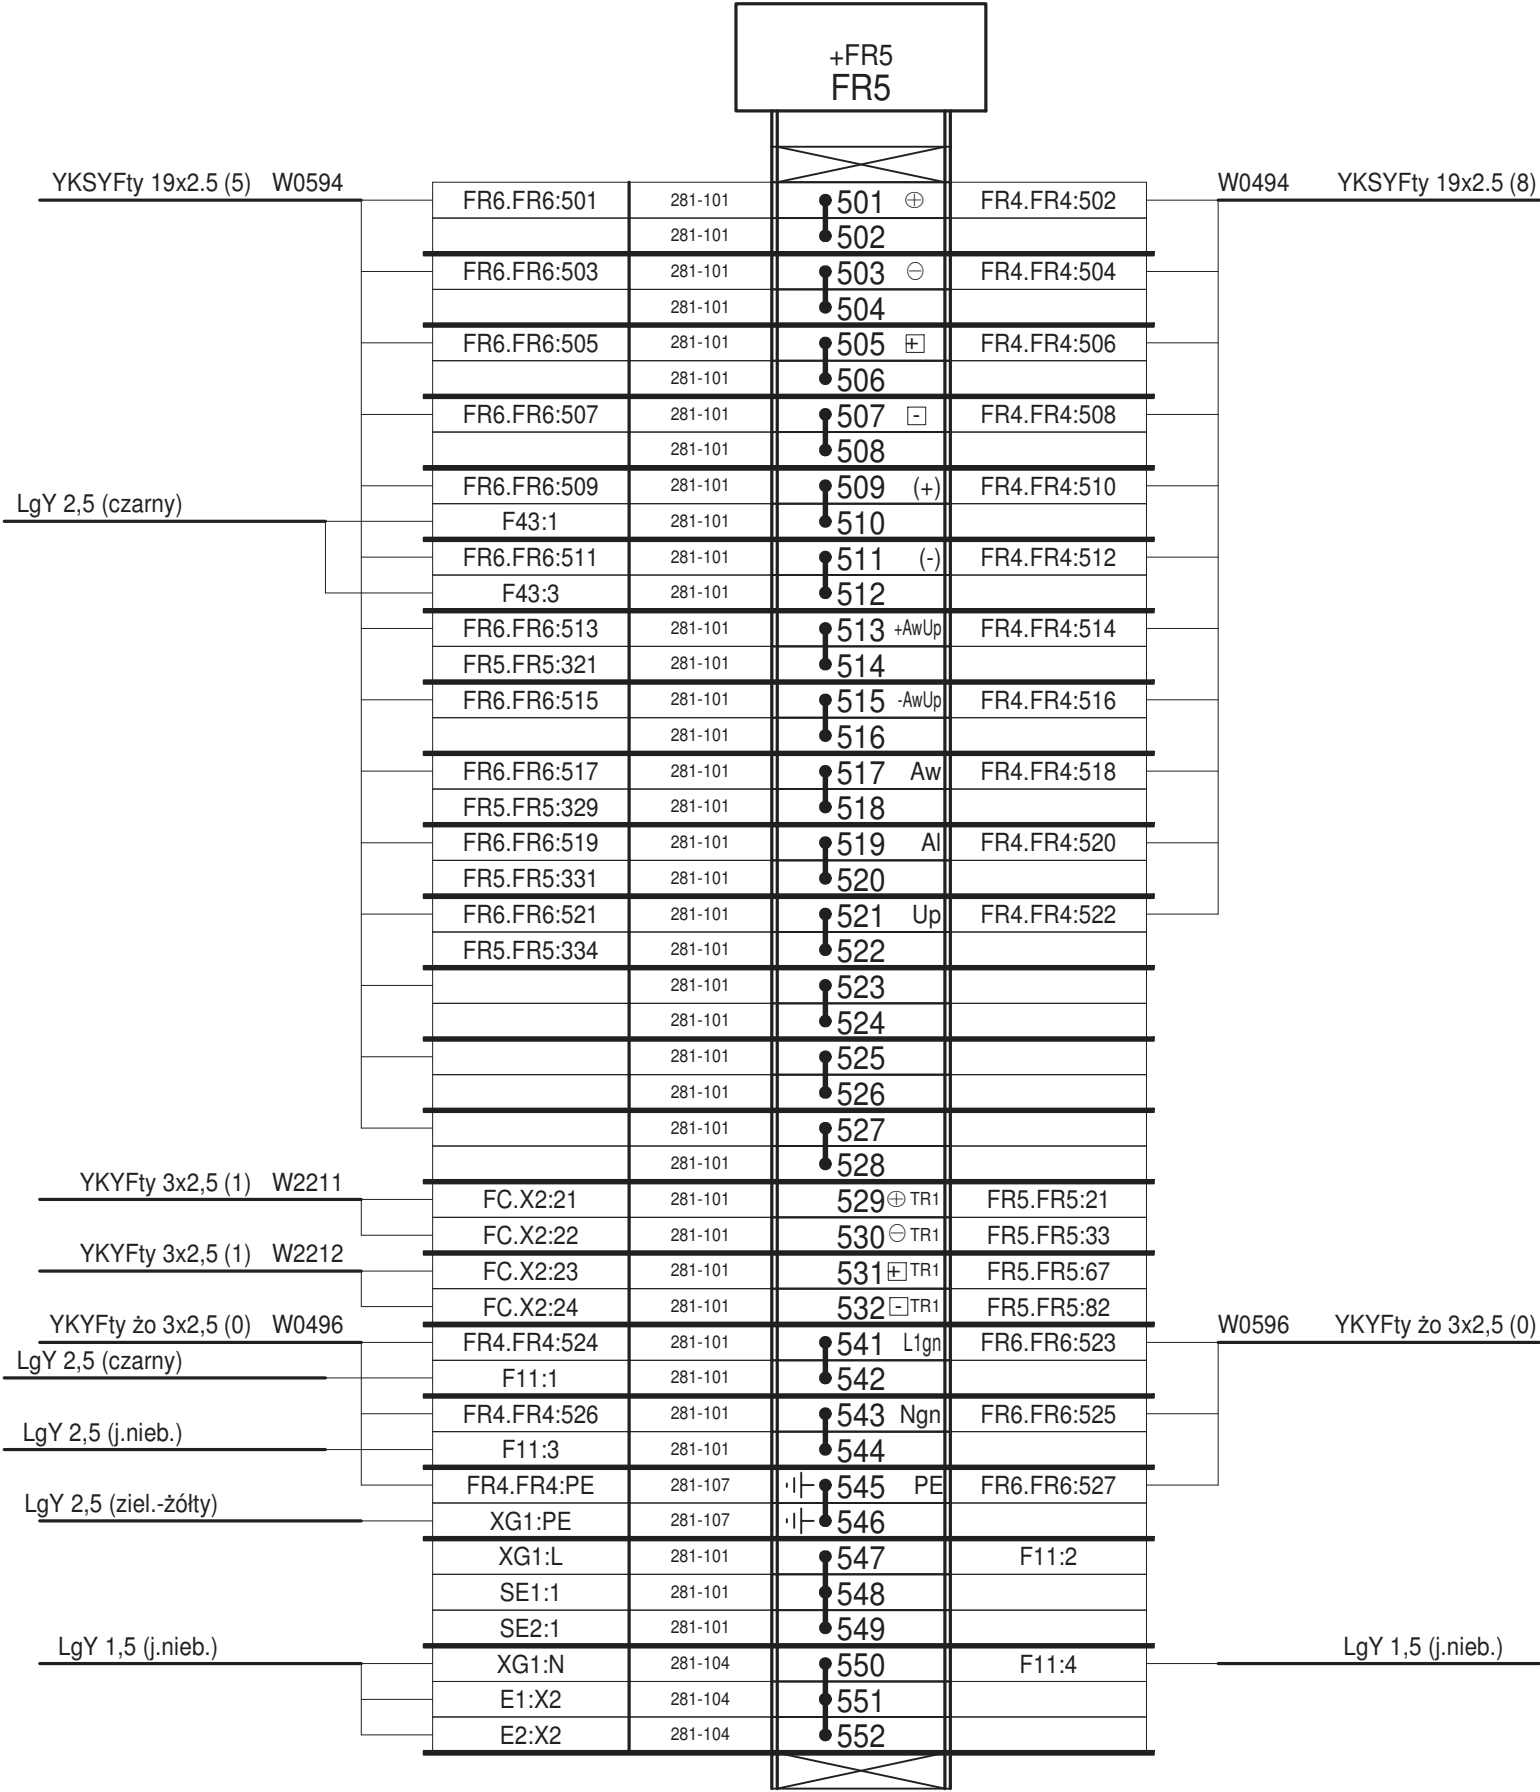 +FR5
FR5
YKSYFty 19x2.5 (5) W0594
W0494 YKSYFty 19x2.5 (8)
FR6.FR6:501 281-101 501 ⊕ FR4.FR4:502
281-101 502
FR6.FR6:503 281-101 503 ⊖ FR4.FR4:504
281-101 504
FR6.FR6:505 281-101 505 + FR4.FR4:506
281-101 506
FR6.FR6:507 281-101 507 - FR4.FR4:508
281-101 508
FR6.FR6:509 281-101 509 (+) FR4.FR4:510
LgY 2,5 (czarny)
F43:1 281-101 510
FR6.FR6:511 281-101 511 (-) FR4.FR4:512
F43:3 281-101 512
FR6.FR6:513 281-101 513 +AwUp FR4.FR4:514
FR5.FR5:321 281-101 514
FR6.FR6:515 281-101 515 -AwUp FR4.FR4:516
281-101 516
FR6.FR6:517 281-101 517 Aw FR4.FR4:518
FR5.FR5:329 281-101 518
FR6.FR6:519 281-101 519 Al FR4.FR4:520
FR5.FR5:331 281-101 520
FR6.FR6:521 281-101 521 Up FR4.FR4:522
FR5.FR5:334 281-101 522
281-101 523
281-101 524
281-101 525
281-101 526
281-101 527
281-101 528
YKYFty 3x2,5 (1) W2211
FC.X2:21 281-101 529 ⊕ TR1 FR5.FR5:21
FC.X2:22 281-101 530 ⊖ TR1 FR5.FR5:33
YKYFty 3x2,5 (1) W2212
FC.X2:23 281-101 531 + TR1 FR5.FR5:67
FC.X2:24 281-101 532 - TR1 FR5.FR5:82
YKYFty żo 3x2,5 (0) W0496
W0596 YKYFty żo 3x2,5 (0)
FR4.FR4:524 281-101 541 L1gn FR6.FR6:523
LgY 2,5 (czarny)
F11:1 281-101 542
FR4.FR4:526 281-101 543 Ngn FR6.FR6:525
LgY 2,5 (j.nieb.)
F11:3 281-101 544
FR4.FR4:PE 281-107 545 PE FR6.FR6:527
LgY 2,5 (ziel.-żółty)
XG1:PE 281-107 546
XG1:L 281-101 547 F11:2
SE1:1 281-101 548
SE2:1 281-101 549
LgY 1,5 (j.nieb.)
LgY 1,5 (j.nieb.)
XG1:N 281-104 550 F11:4
E1:X2 281-104 551
E2:X2 281-104 552